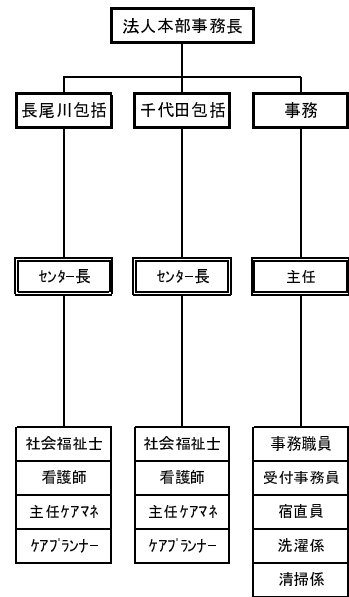 法人本部事務長
長尾川包括
千代田包括
事務
ｾﾝﾀｰ長
ｾﾝﾀｰ長
主任
社会福祉士
看護師
主任ｹｱﾏﾈ
ｹｱﾌﾟﾗﾝﾅｰ
社会福祉士
看護師
主任ｹｱﾏﾈ
ｹｱﾌﾟﾗﾝﾅｰ
事務職員
受付事務員
宿直員
洗濯係
清掃係